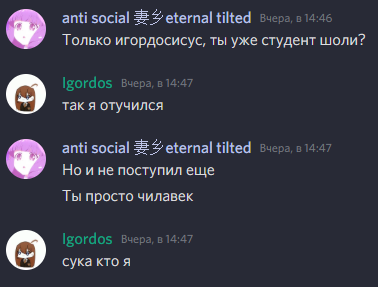 anti social 妻乡eternal tilted Вчера, в 14:46
Только игордосисус, ты уже студент шоли?
Igordos Вчера, в 14:47
так я отучился
anti social 妻乡eternal tilted Вчера, в 14:47
Но и не поступил еще
Ты просто чилавек
Igordos Вчера, в 14:47
сука кто я